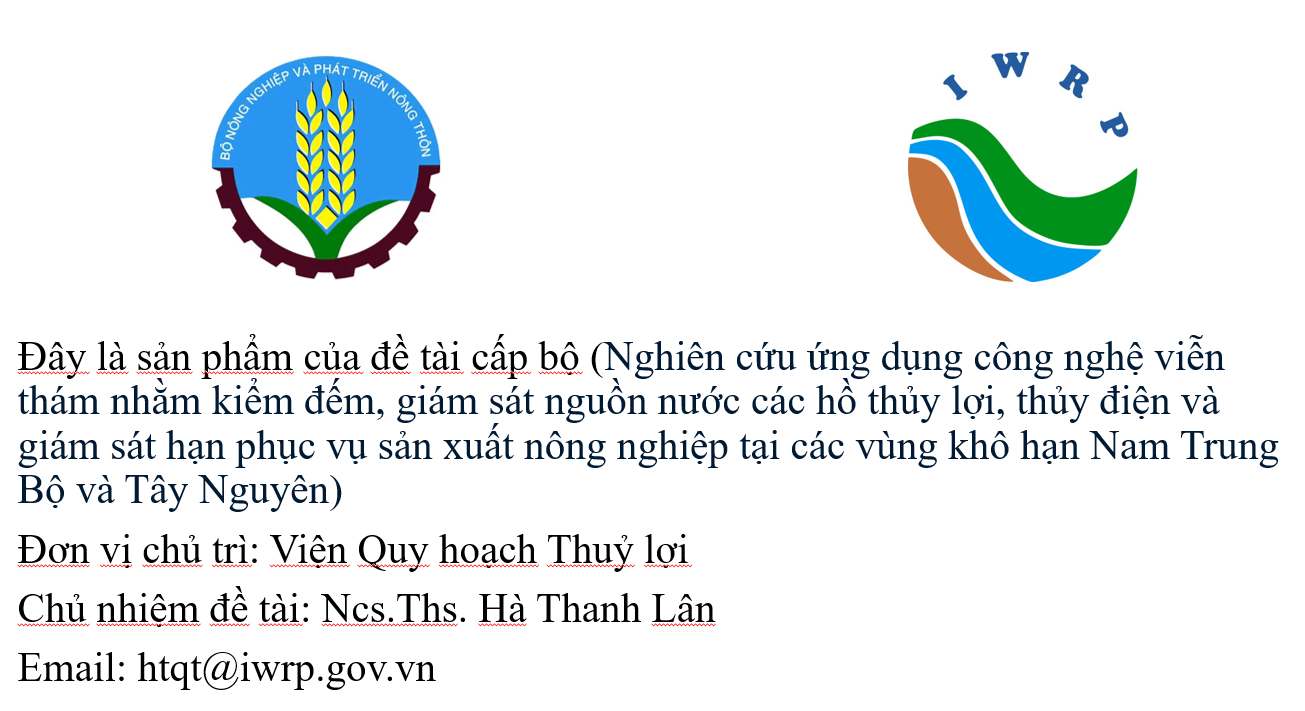 BỘ NÔNG NGHIỆP VÀ PHÁT TRIỂN NÔNG THÔN
I W R P
Đây là sản phẩm của đề tài cấp bộ (Nghiên cứu ứng dụng công nghệ viễn
thám nhằm kiểm đếm, giám sát nguồn nước các hồ thủy lợi, thủy điện và
giám sát hạn phục vụ sản xuất nông nghiệp tại các vùng khô hạn Nam Trung
Bộ và Tây Nguyên)
Đơn vị chủ trì: Viện Quy hoạch Thuỷ lợi
Chủ nhiệm đề tài: Ncs.Ths. Hà Thanh Lân
Email: htqt@iwrp.gov.vn